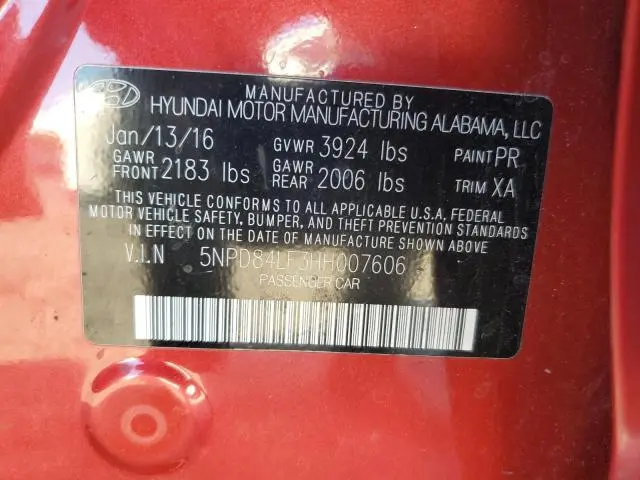 MANUFACTURED BY
HYUNDAI MOTOR MANUFACTURING ALABAMA, LLC
Jan/13/16 GVWR 3924 lbs PAINT PR
GAWR FRONT 2183 lbs GAWR REAR 2006 lbs TRIM XA
THIS VEHICLE CONFORMS TO ALL APPLICABLE U.S.A. FEDERAL
MOTOR VEHICLE SAFETY, BUMPER, AND THEFT PREVENTION STANDARDS
IN EFFECT ON THE DATE OF MANUFACTURE SHOWN ABOVE.
V.I.N 5NPD84LF3HH007606
PASSENGER CAR